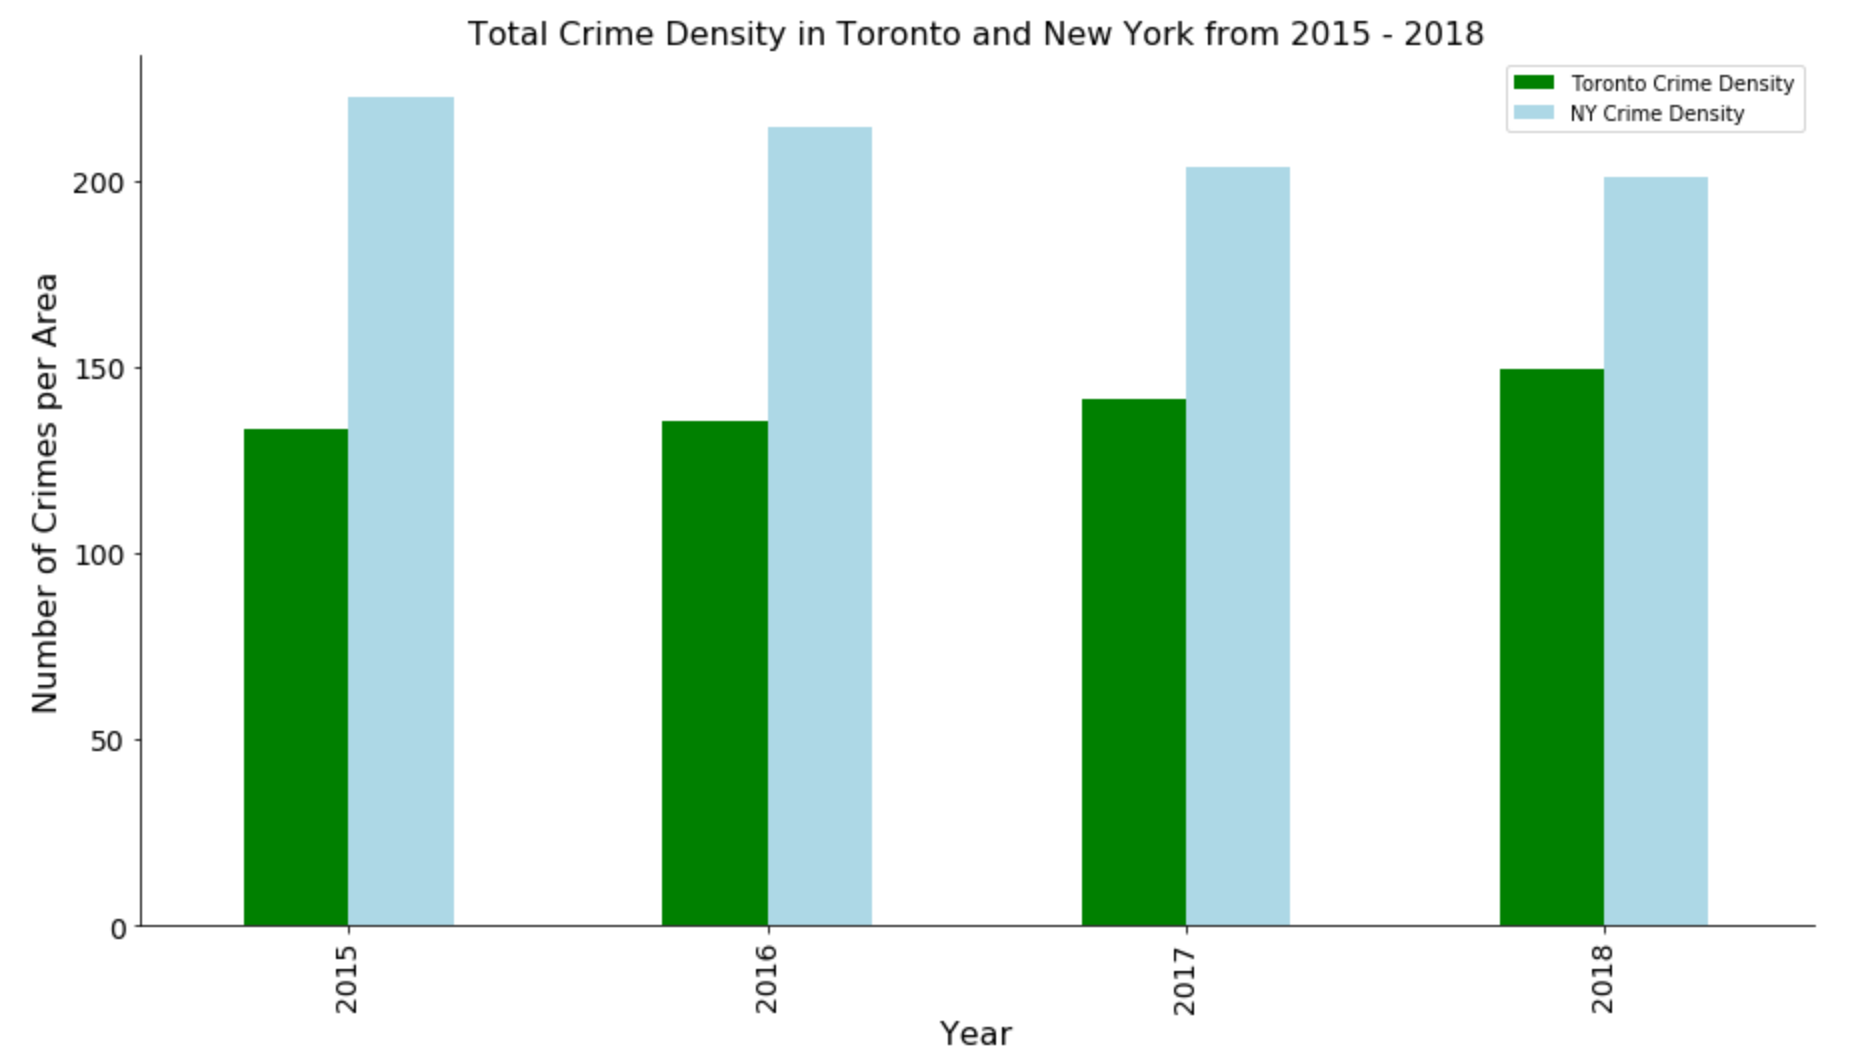 Total Crime Density in Toronto and New York from 2015 - 2018
Toronto Crime Density
NY Crime Density
Number of Crimes per Area
200
150
100
50
0
2015
2016
2017
2018
Year